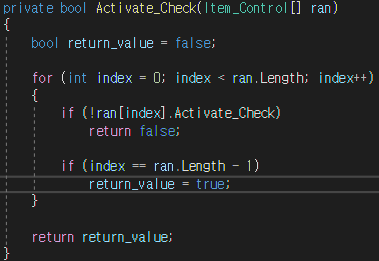 private bool Activate_Check(Item_Control[] ran)
{
bool return_value = false;
for (int index = 0; index < ran.Length; index++)
{
if (!ran[index].Activate_Check)
return false;
if (index == ran.Length - 1)
return_value = true;
}
return return_value;
}